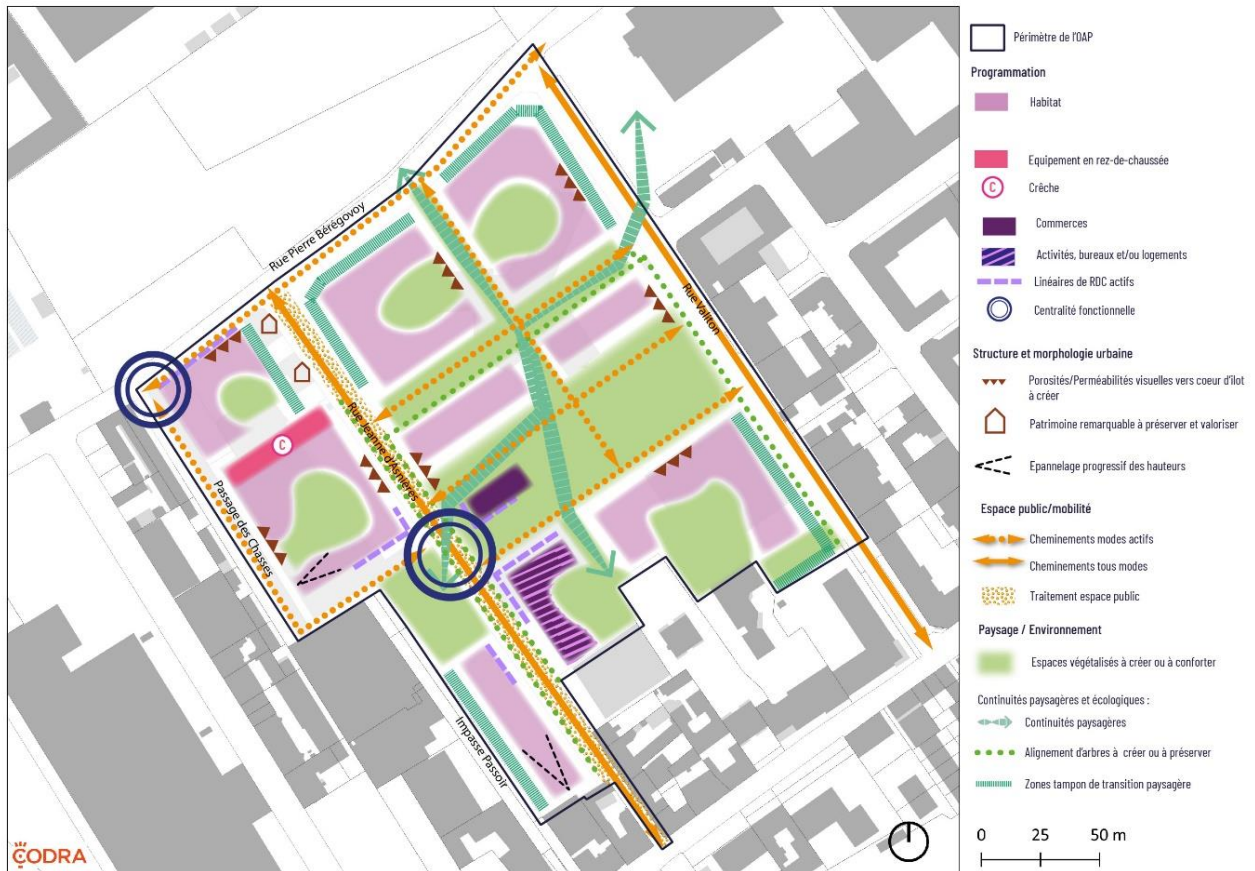 Rue Pierre Bérégovoy
Rue Valiton
Rue Jeanne d'Asnières
Passage des Chasses
Impasse Passoir
C
CODRA
Périmètre de l'OAP
Programmation
Habitat
Equipement en rez-de-chaussée
C
Crêche
Commerces
Activités, bureaux et/ou logements
Linéaires de RDC actifs
Centralité fonctionnelle
Structure et morphologie urbaine
Porosités/Perméabilités visuelles vers coeur d'îlot
à créer
Patrimoine remarquable à préserver et valoriser
Epannelage progressif des hauteurs
Espace public/mobilité
Cheminements modes actifs
Cheminements tous modes
Traitement espace public
Paysage / Environnement
Espaces végétalisés à créer ou à conforter
Continuités paysagères et écologiques :
Continuités paysagères
Alignement d'arbres à créer ou à préserver
Zones tampon de transition paysagère
0 25 50 m